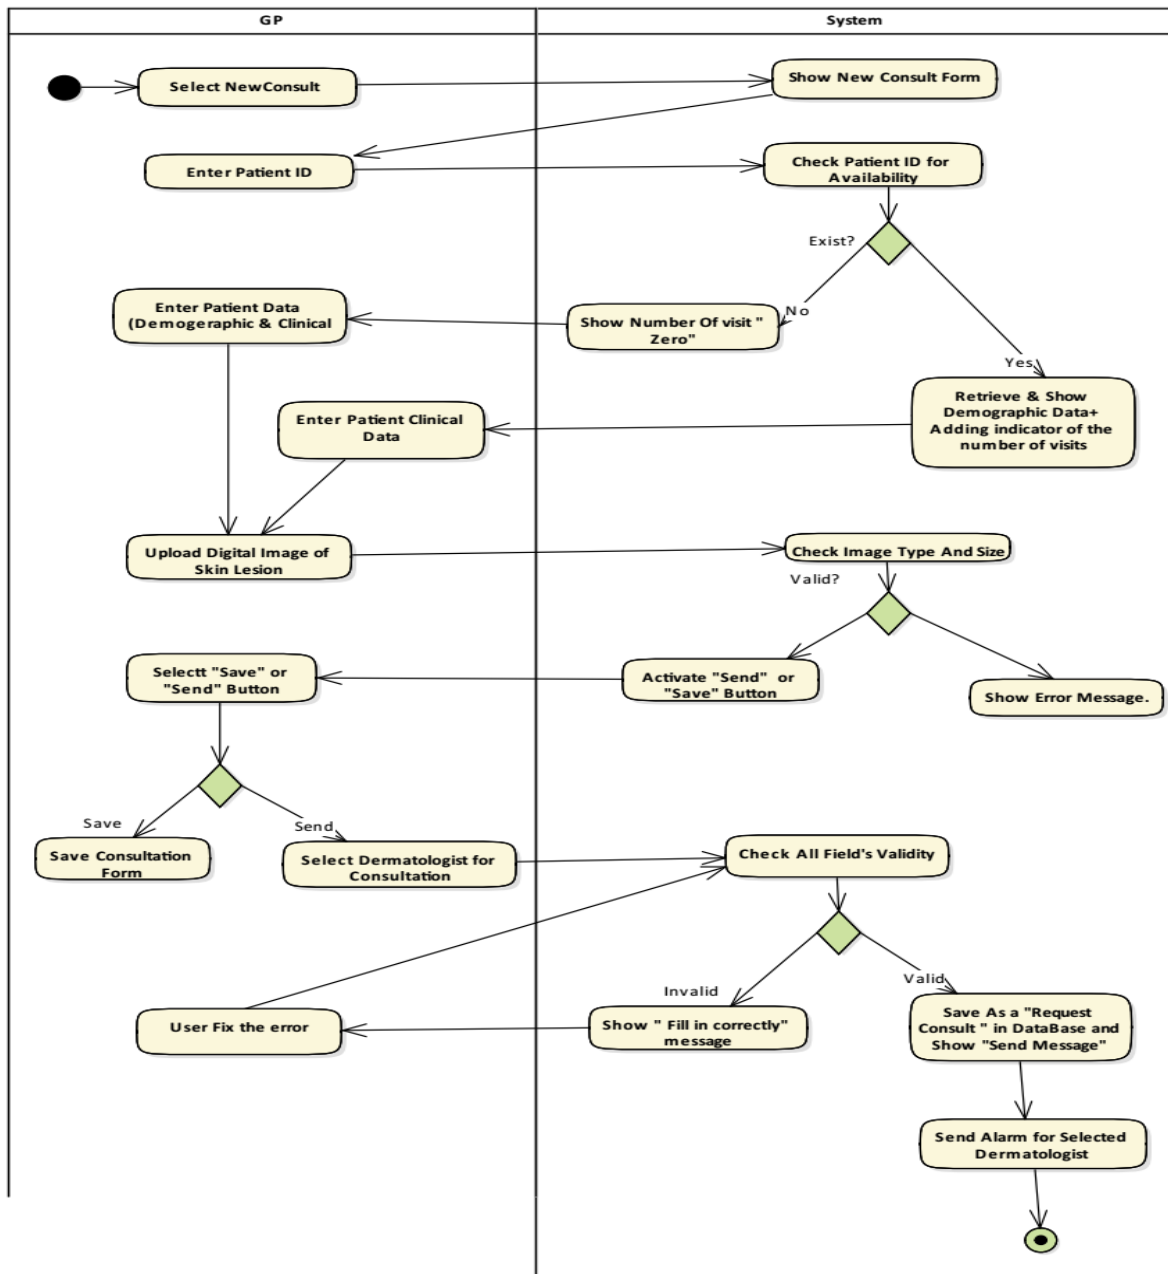 GP
System
Select NewConsult
Show New Consult Form
Enter Patient ID
Check Patient ID for
Availability
Exist?
No
Yes
Enter Patient Data
(Demogeraphic & Clinical
Show Number Of visit "
Zero"
Retrieve & Show
Demographic Data+
Adding indicator of the
number of visits
Enter Patient Clinical
Data
Upload Digital Image of
Skin Lesion
Check Image Type And Size
Valid?
Selectt "Save" or
"Send" Button
Activate "Send" or
"Save" Button
Show Error Message.
Save
Send
Save Consultation
Form
Select Dermatologist for
Consultation
Check All Field's Validity
Invalid
Valid
User Fix the error
Show " Fill in correctly"
message
Save As a "Request
Consult " in DataBase and
Show "Send Message"
Send Alarm for Selected
Dermatologist